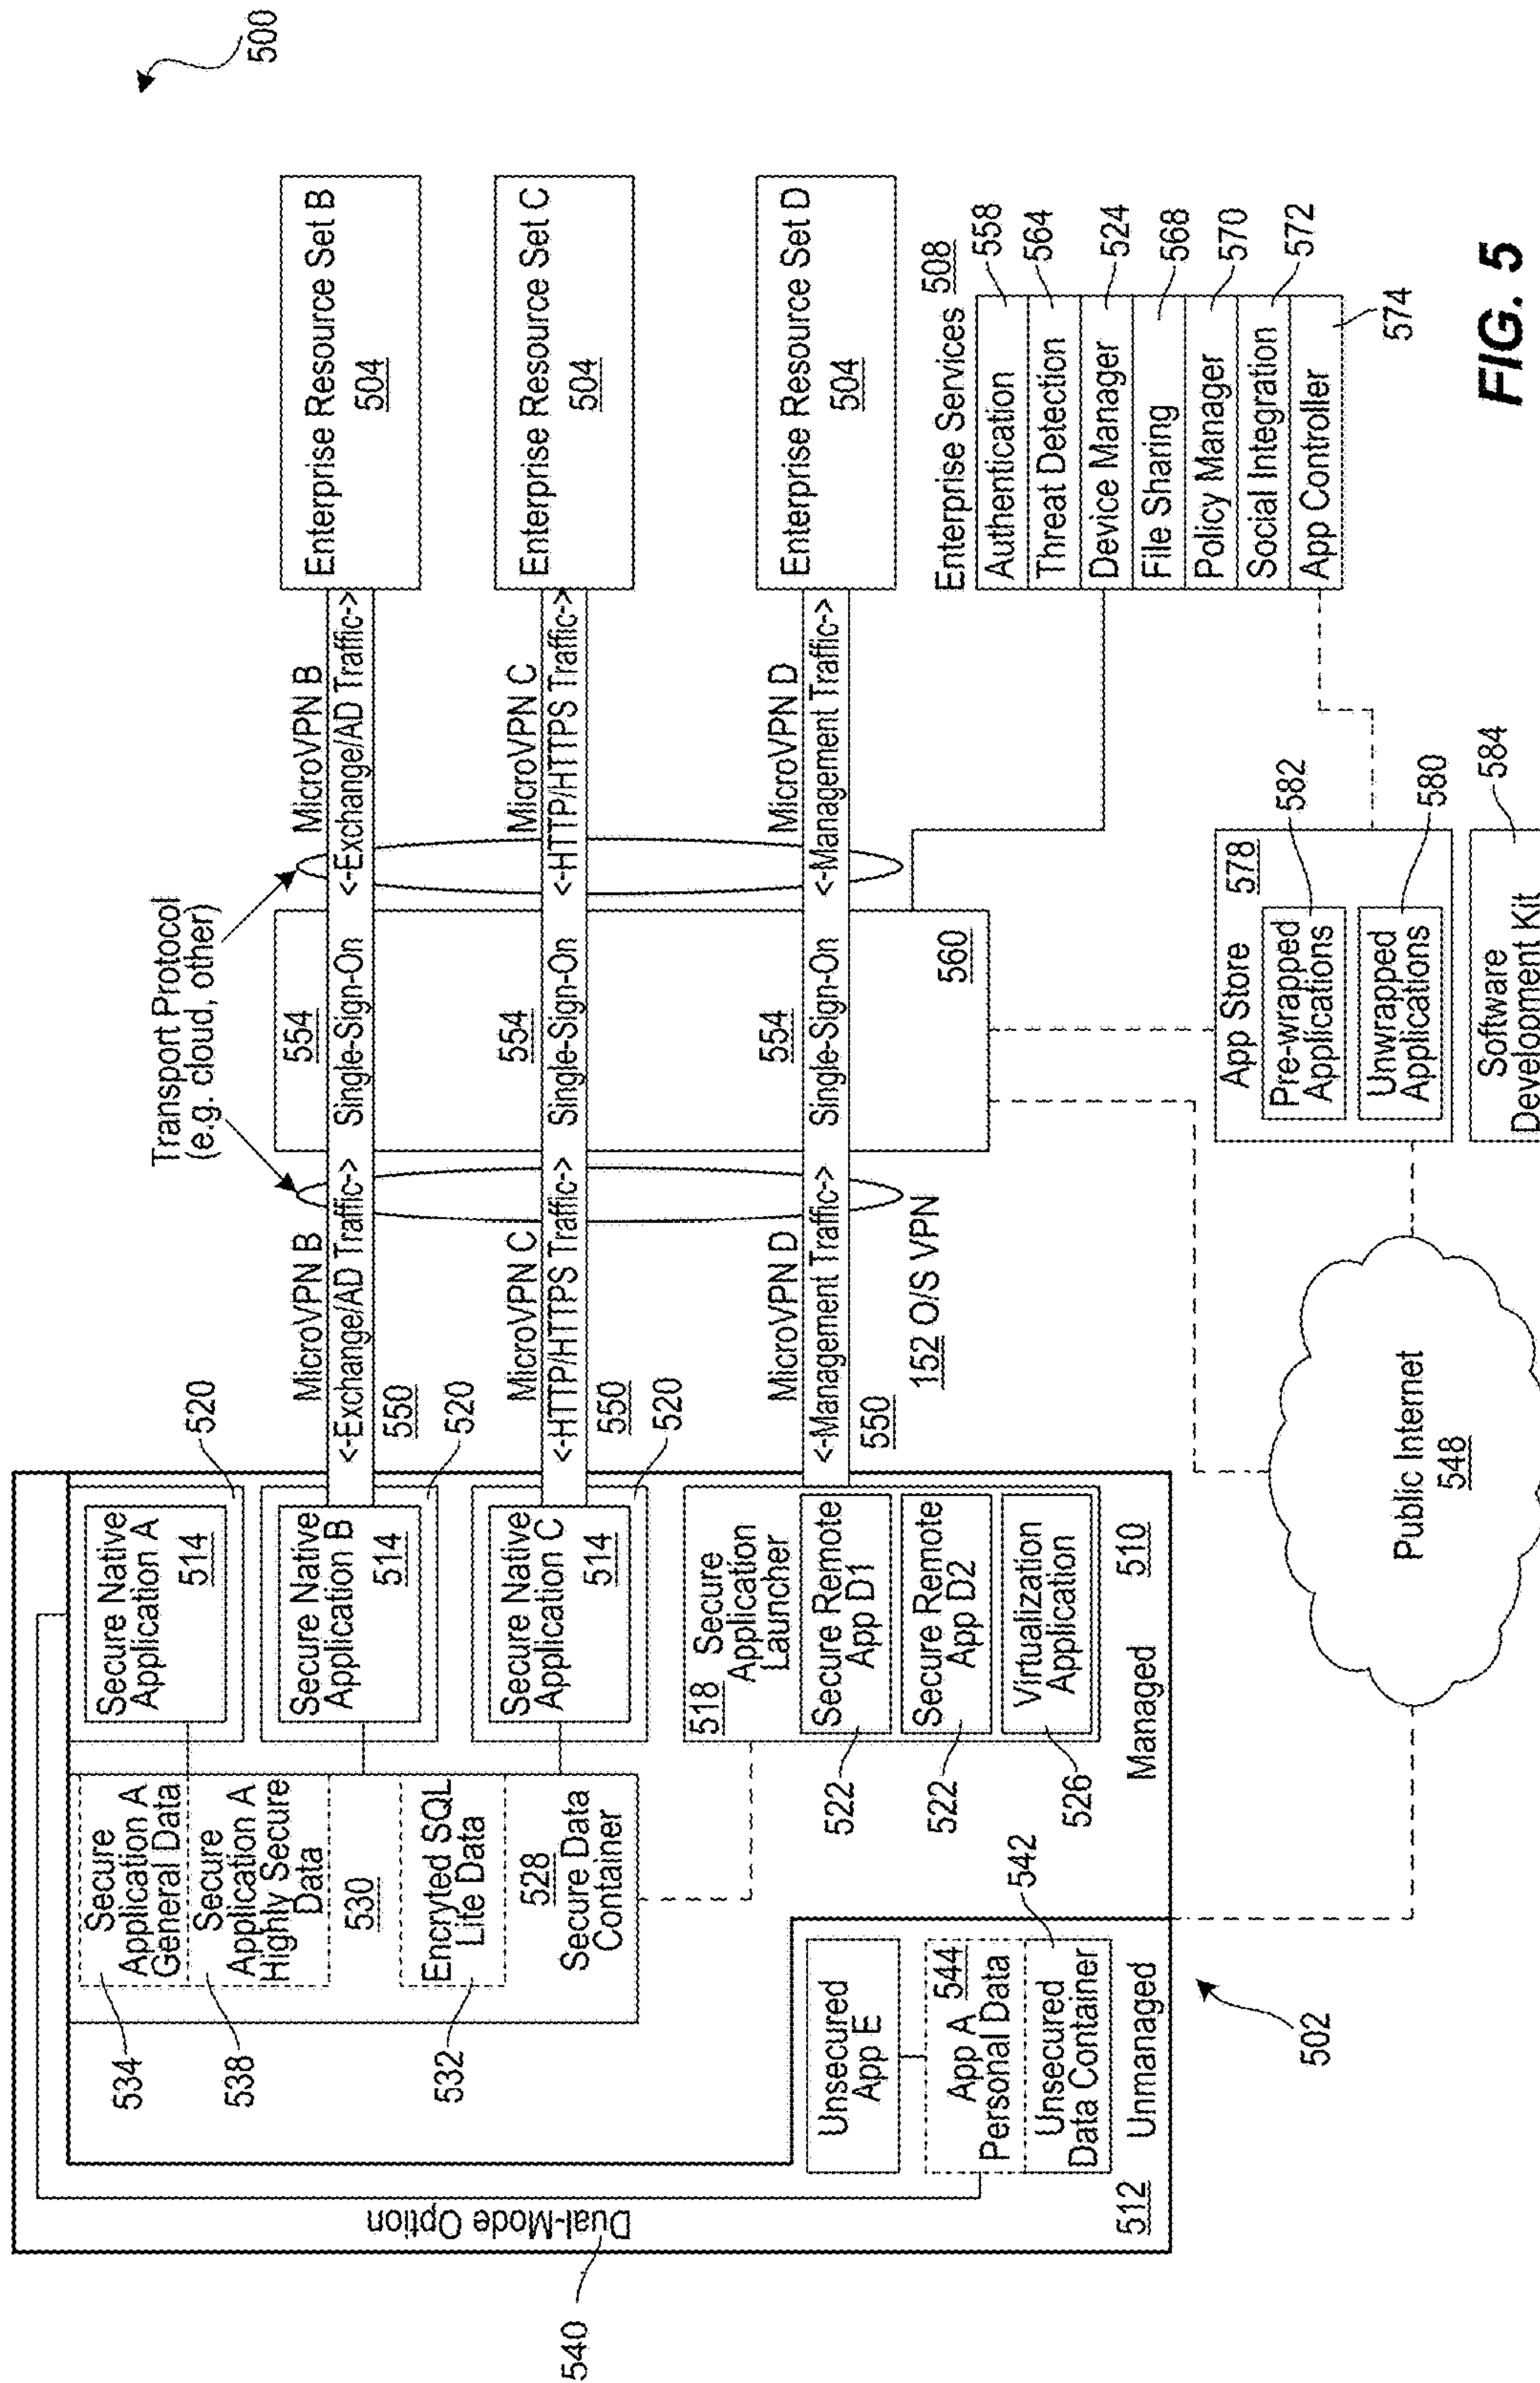 500
Transport Protocol
(e.g. cloud, other)
540
Dual-Mode Option
534
538
532
Secure
Application A
General Data
Secure
Application A
Highly Secure
Data
530
Encryted SQL
Lite Data
528
Secure Data
Container
Secure Native
Application A
514
520
Secure Native
Application B
514
520
Secure Native
Application C
514
520
518 Secure
Application
Launcher
Secure Remote
App D1
522
Secure Remote
App D2
522
Virtualization
Application
526
Managed
510
Unsecured
App E
544
App A
Personal Data
Unsecured
Data Container
542
Unmanaged
512
502
MicroVPN B
<-Exchange/AD Traffic->
550
MicroVPN C
<-HTTP/HTTPS Traffic->
550
MicroVPN D
<-Management Traffic->
550
152 O/S VPN
554
Single-Sign-On
554
Single-Sign-On
554
Single-Sign-On
560
MicroVPN B
<-Exchange/AD Traffic->
MicroVPN C
<-HTTP/HTTPS Traffic->
MicroVPN D
<-Management Traffic->
Enterprise Resource Set B
504
Enterprise Resource Set C
504
Enterprise Resource Set D
504
Enterprise Services 508
Authentication
558
Threat Detection
564
Device Manager
524
File Sharing
568
Policy Manager
570
Social Integration
572
App Controller
574
Public Internet
548
App Store 578
Pre-wrapped
Applications
582
Unwrapped
Applications
580
Software
Development Kit
584
FIG. 5